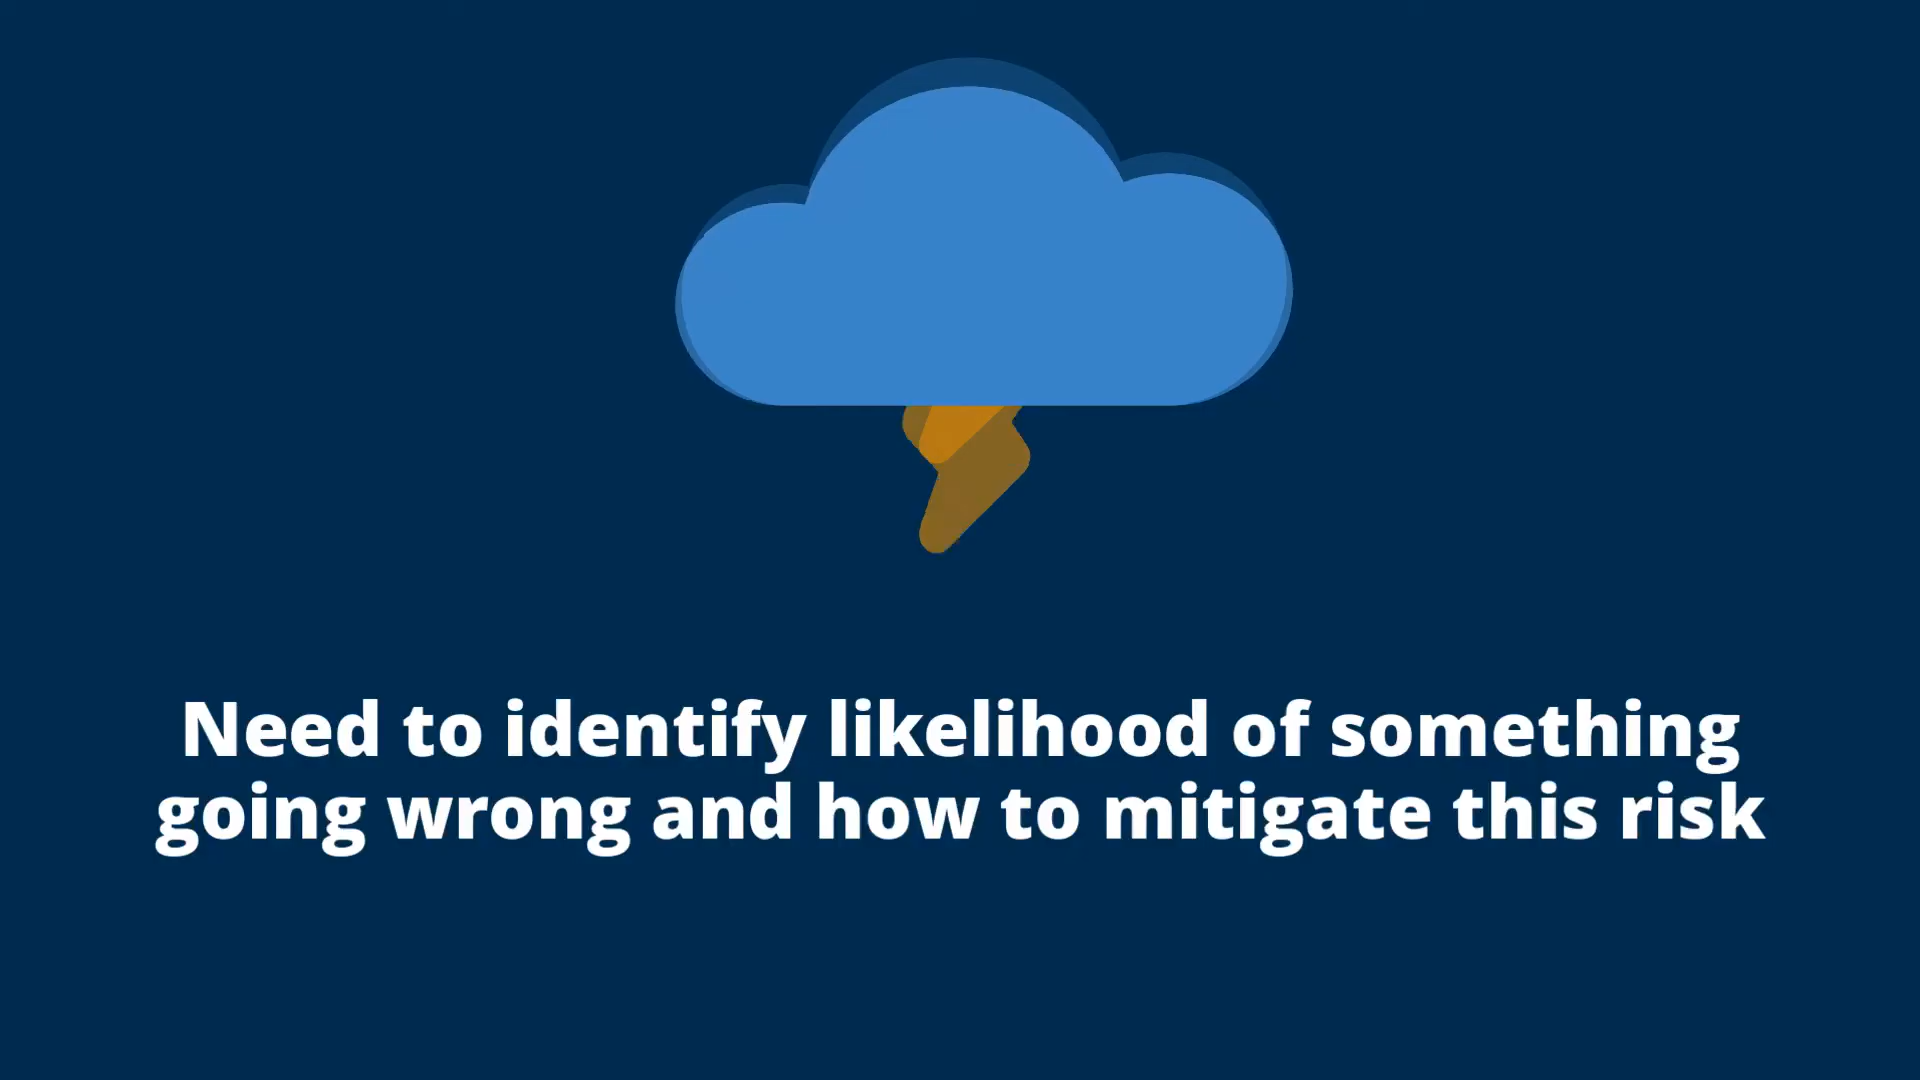 Need to identify likelihood of something
going wrong and how to mitigate this risk